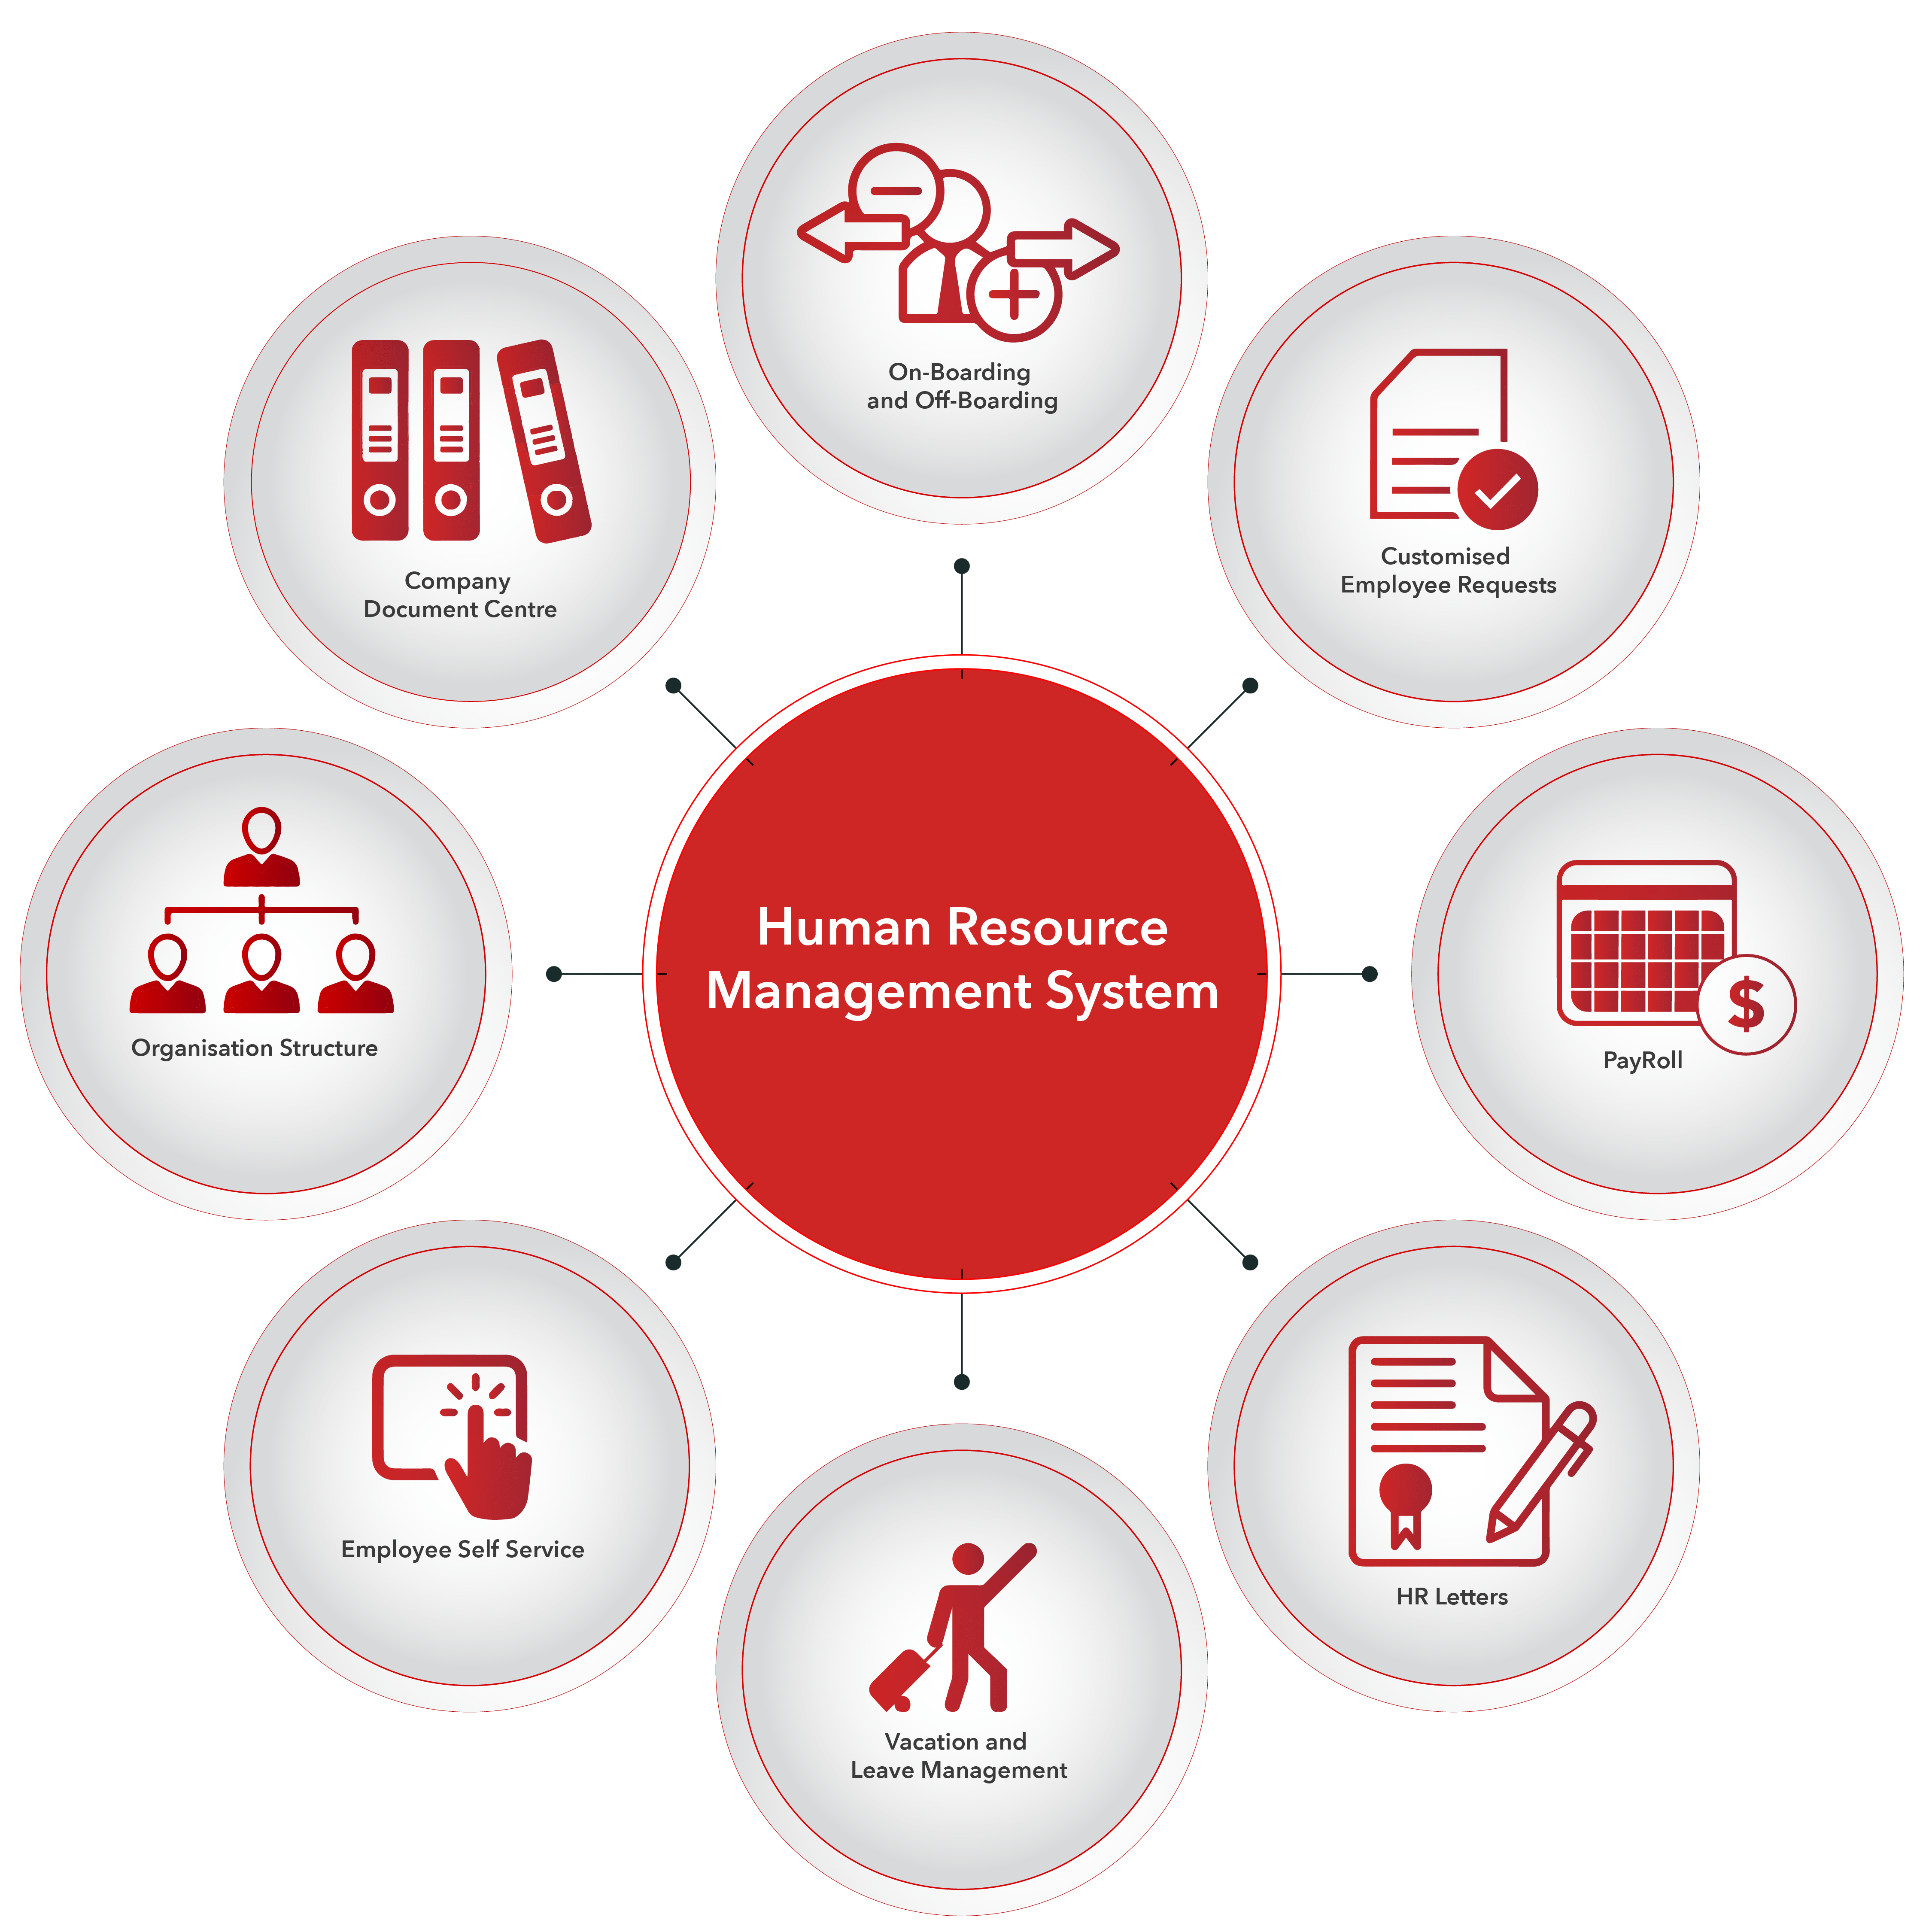 On-Boarding
and Off-Boarding
Customised
Employee Requests
Company
Document Centre
Human Resource
Management System
Organisation Structure
PayRoll
$
Employee Self Service
HR Letters
Vacation and
Leave Management